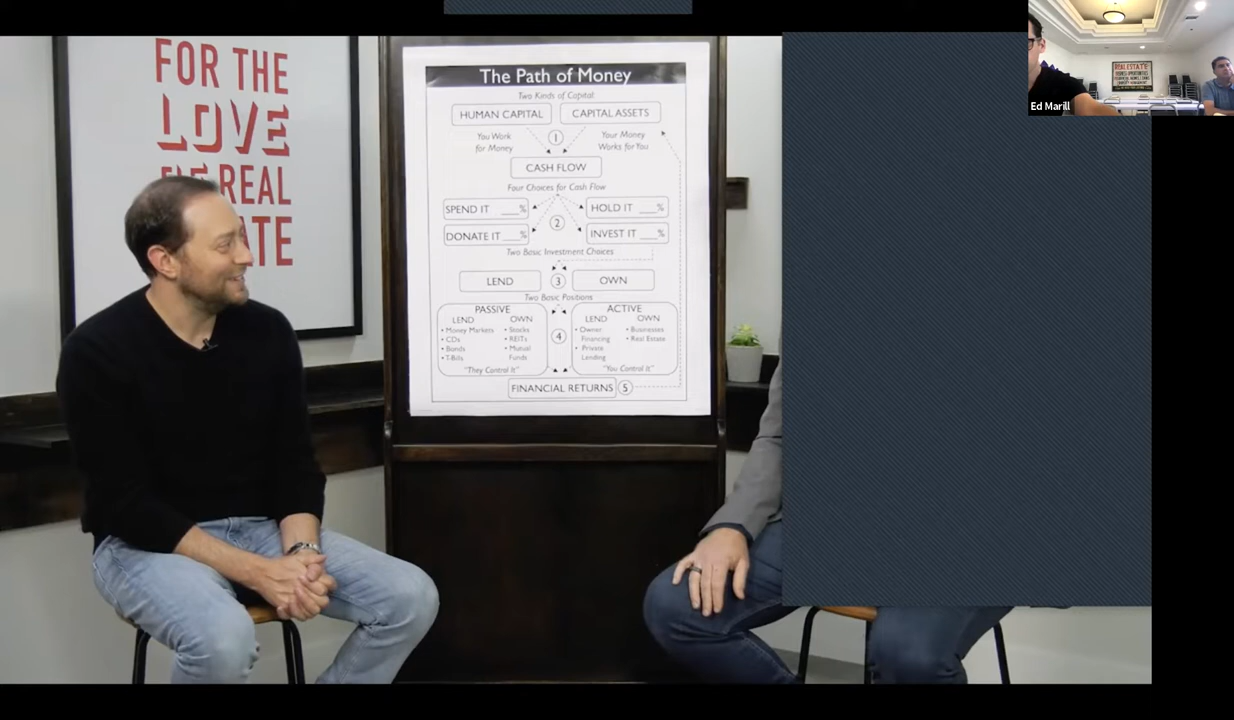 FOR THE
LOVE
REAL
The Path of Money
Two Kinds of Capital
HUMAN CAPITAL CAPITAL ASSETS
You Work
for Money
1
Your Money
Works for You
CASH FLOW
Four Choices for Cash Flow
SPEND IT ___% HOLD IT ___%
2
DONATE IT ___% INVEST IT ___%
Two Basic Investment Choices
LEND 3 OWN
Two Basic Positions
PASSIVE
LEND OWN
• Money Markets • Stocks
• CDs • REITs
• Bonds • Mutual
• T-Bills Funds
"They Control It"
4
ACTIVE
LEND OWN
• Owner • Businesses
Financing • Real Estate
• Private
Lending
"You Control It"
FINANCIAL RETURNS 5
REAL ESTATE
Ed Marill